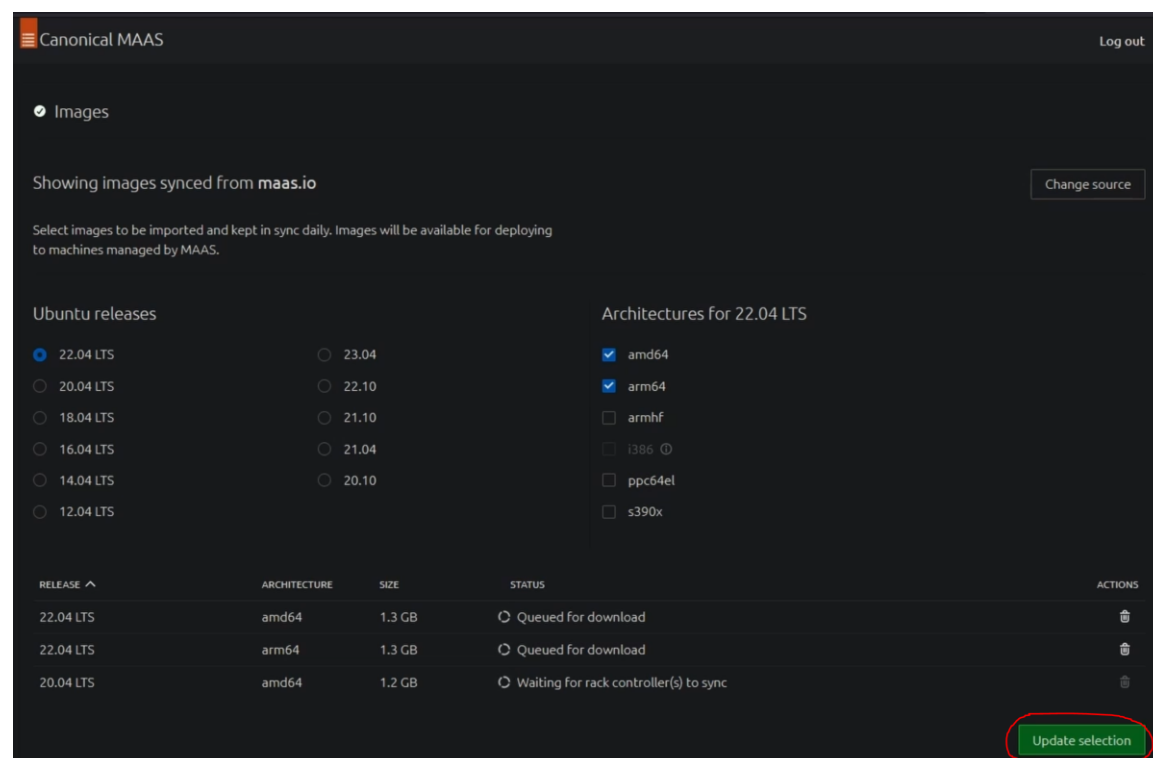 Canonical MAAS
Log out
Images
Showing images synced from maas.io
Change source
Select images to be imported and kept in sync daily. Images will be available for deploying
to machines managed by MAAS.
Ubuntu releases
Architectures for 22.04 LTS
22.04 LTS 23.04 amd64
20.04 LTS 22.10 arm64
18.04 LTS 21.10 armhf
16.04 LTS 21.04 i386
14.04 LTS 20.10 ppc64el
12.04 LTS s390x
RELEASE ARCHITECTURE SIZE STATUS ACTIONS
22.04 LTS amd64 1.3 GB Queued for download
22.04 LTS arm64 1.3 GB Queued for download
20.04 LTS amd64 1.2 GB Waiting for rack controller(s) to sync
Update selection